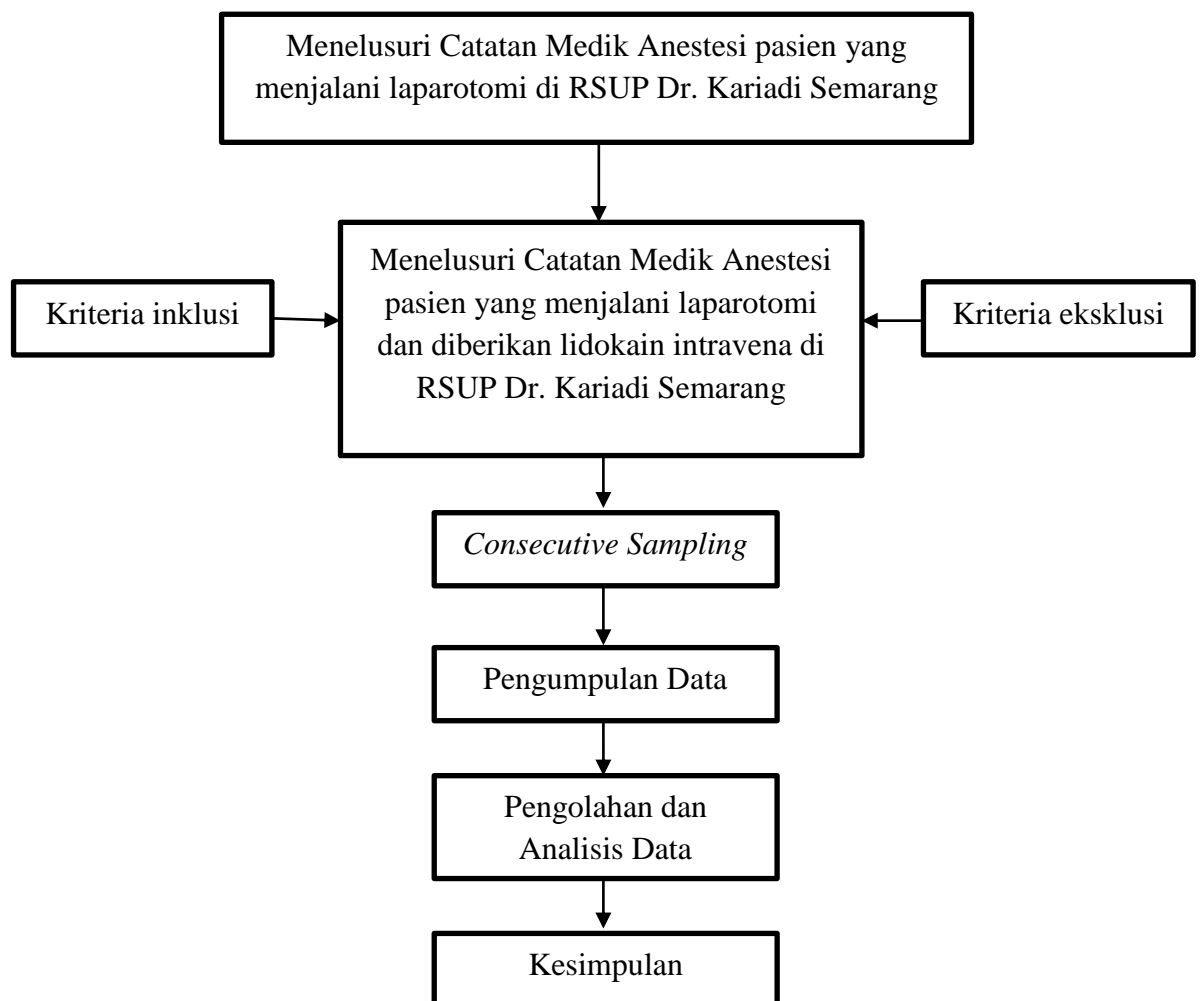 Menelusuri Catatan Medik Anestesi pasien yang
menjalani laparotomi di RSUP Dr. Kariadi Semarang
Kriteria inklusi
Menelusuri Catatan Medik Anestesi
pasien yang menjalani laparotomi
dan diberikan lidokain intravena di
RSUP Dr. Kariadi Semarang
Kriteria eksklusi
Consecutive Sampling
Pengumpulan Data
Pengolahan dan
Analisis Data
Kesimpulan